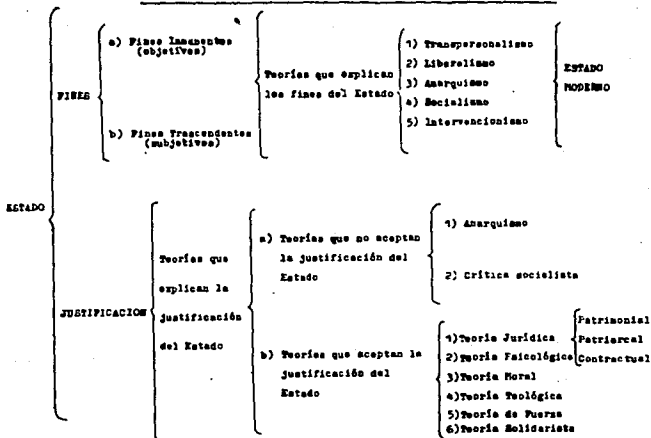 ESTADO
FINES
a) Fines Inmanentes
(objetivos)
b) Fines Trascendentes
(subjetivos)
Teorías que explican
los fines del Estado
1) Transpersonalismo
2) Liberalismo
3) Anarquismo
4) Socialismo
5) Intervencionismo
ESTADO
MODERNO
JUSTIFICACION
Teorías que
explican la
justificación
del Estado
a) Teorías que no aceptan
la justificación del
Estado
1) Anarquismo
2) Crítica socialista
b) Teorías que aceptan la
justificación del
Estado
1)Teoría Jurídica
2)Teoría Psicológica
3)Teoría Moral
4)Teoría Teológica
5)Teoría de Fuerza
6)Teoría Solidarista
Patrimonial
Patriarcal
Contractual